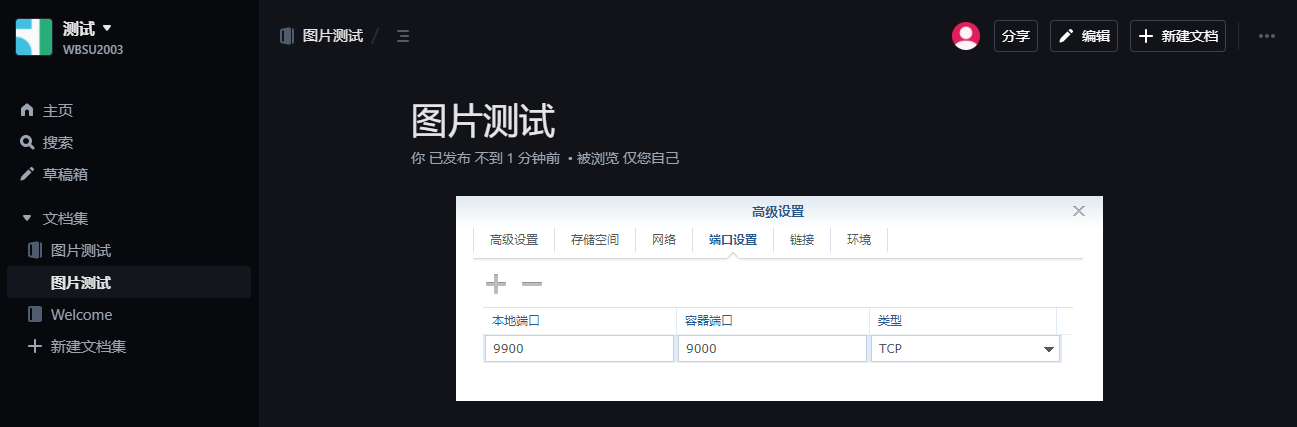 测试
WBSU2003
主页
搜索
草稿箱
文档集
图片测试
图片测试
Welcome
新建文档集
图片测试 /
分享 编辑 新建文档
图片测试
你 已发布 不到 1 分钟前 • 被浏览 仅您自己
高级设置
高级设置 存储空间 网络 端口设置 链接 环境
本地端口 容器端口 类型
9900 9000 TCP